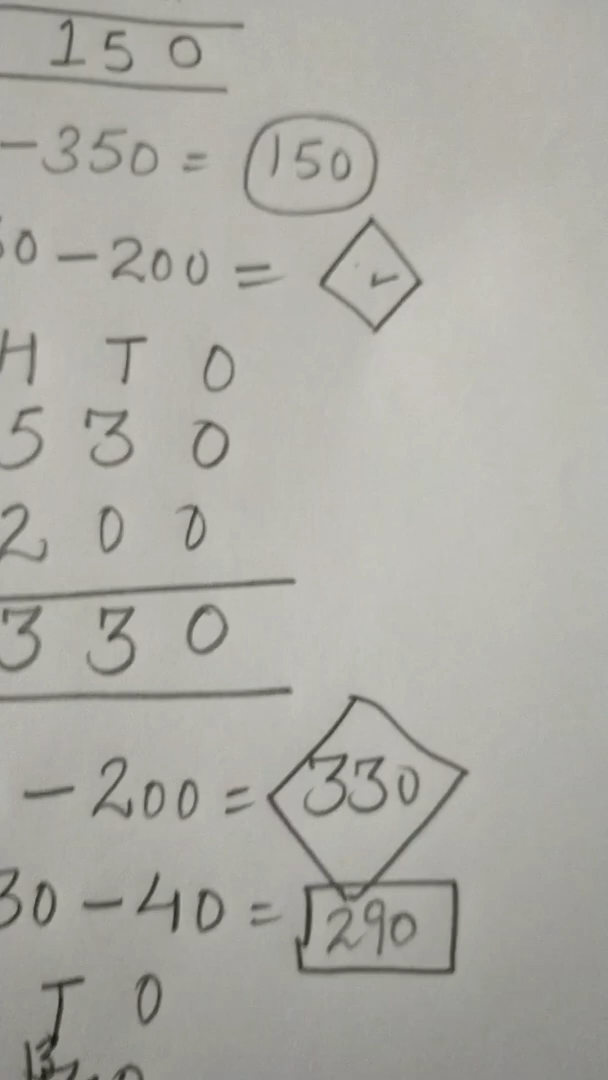 150
-350 = 150
0 - 200 =
H T O
5 3 0
2 0 0
3 3 0
- 200 = 330
30 - 40 = 290
T O
13